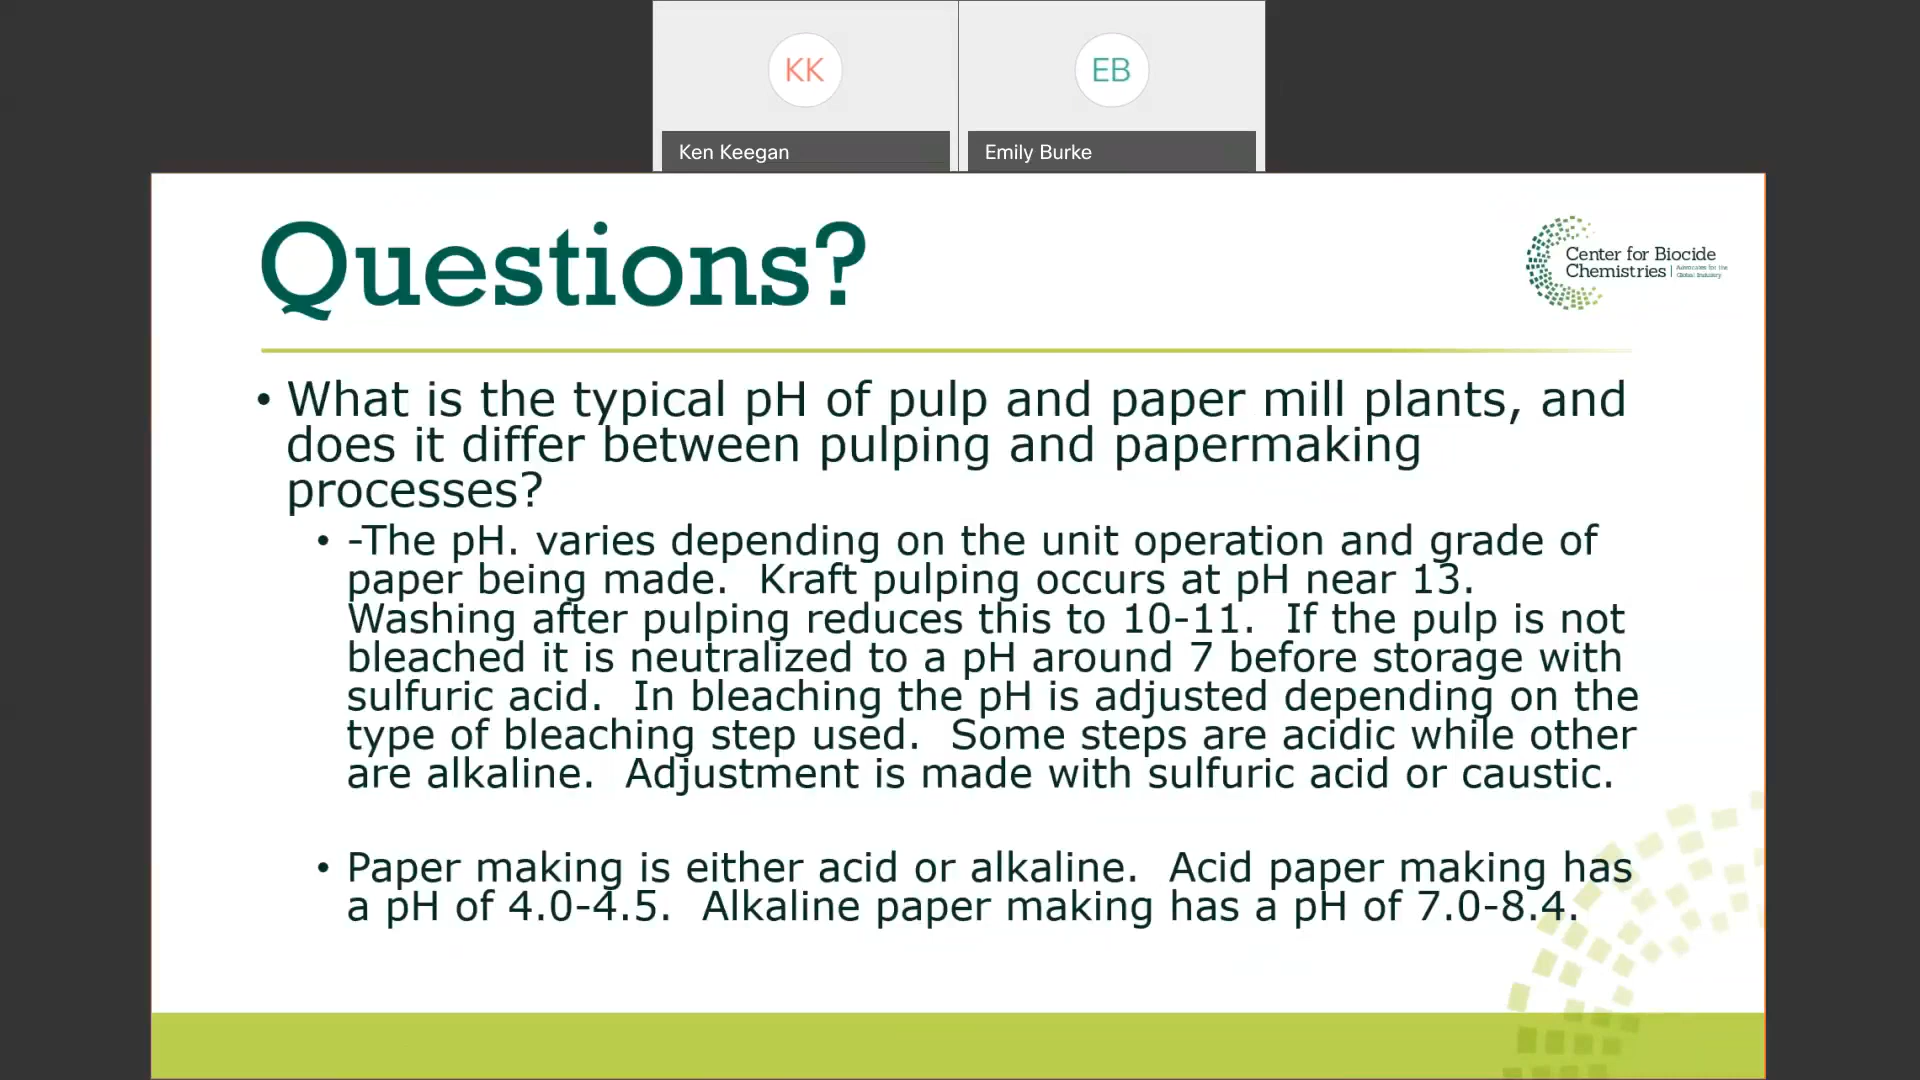 KK
EB
Ken Keegan
Emily Burke
Questions?
Center for Biocide
Chemistries | Advocates for the
Global Industry
• What is the typical pH of pulp and paper mill plants, and
does it differ between pulping and papermaking
processes?
• -The pH. varies depending on the unit operation and grade of
paper being made.  Kraft pulping occurs at pH near 13.
Washing after pulping reduces this to 10-11.  If the pulp is not
bleached it is neutralized to a pH around 7 before storage with
sulfuric acid.  In bleaching the pH is adjusted depending on the
type of bleaching step used.  Some steps are acidic while other
are alkaline.  Adjustment is made with sulfuric acid or caustic.
• Paper making is either acid or alkaline.  Acid paper making has
a pH of 4.0-4.5.  Alkaline paper making has a pH of 7.0-8.4.